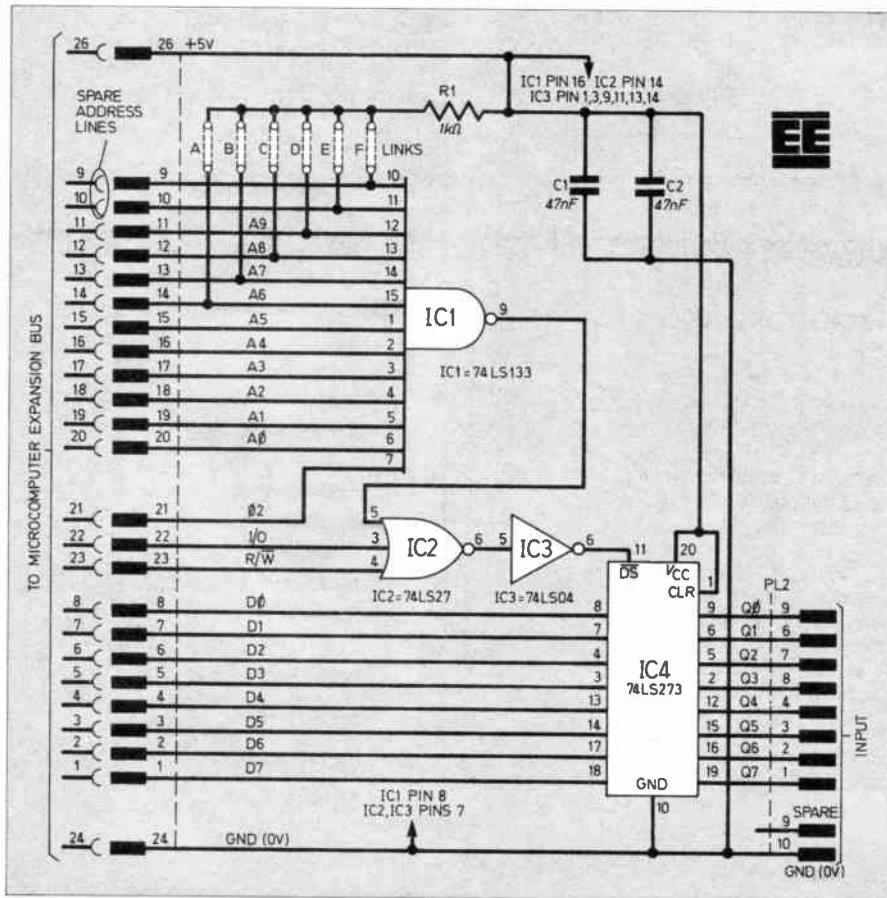 26 26 +5V
IC1 PIN 16 IC2 PIN 14
IC3 PIN 1,3,9,11,13,14
R1
1kΩ
EE
SPARE
ADDRESS
LINES
A B C D E F LINKS
C1
47nF
C2
47nF
9 9 10
10 10 11
11 11 A9 12
12 12 A8 13
13 13 A7 14
14 14 A6 15
15 15 A5 1
16 16 A4 2
17 17 A3 3
18 18 A2 4
19 19 A1 5
20 20 AØ 6
7
IC1 9
IC1=74LS133
TO MICROCOMPUTER EXPANSION BUS
21 21 Ø2 5
22 22 I/O 3
23 23 R/W̅ 4
IC2 6
5 IC3 6
IC2=74LS27
IC3=74LS04
11 20
D̅S̅ VCC
CLR 1
PL2
8 8 DØ 8 9 QØ 9
7 7 D1 7 6 Q1 6
6 6 D2 4 5 Q2 7
5 5 D3 3 2 Q3 8
4 4 D4 13 12 Q4 4
3 3 D5 14 15 Q5 3
2 2 D6 17 16 Q6 2
1 1 D7 18 19 Q7 1
IC4
74LS273
GND
10
INPUT
IC1 PIN 8
IC2,IC3 PINS 7
SPARE
9
24 24 GND (0V) 10
GND (0V)